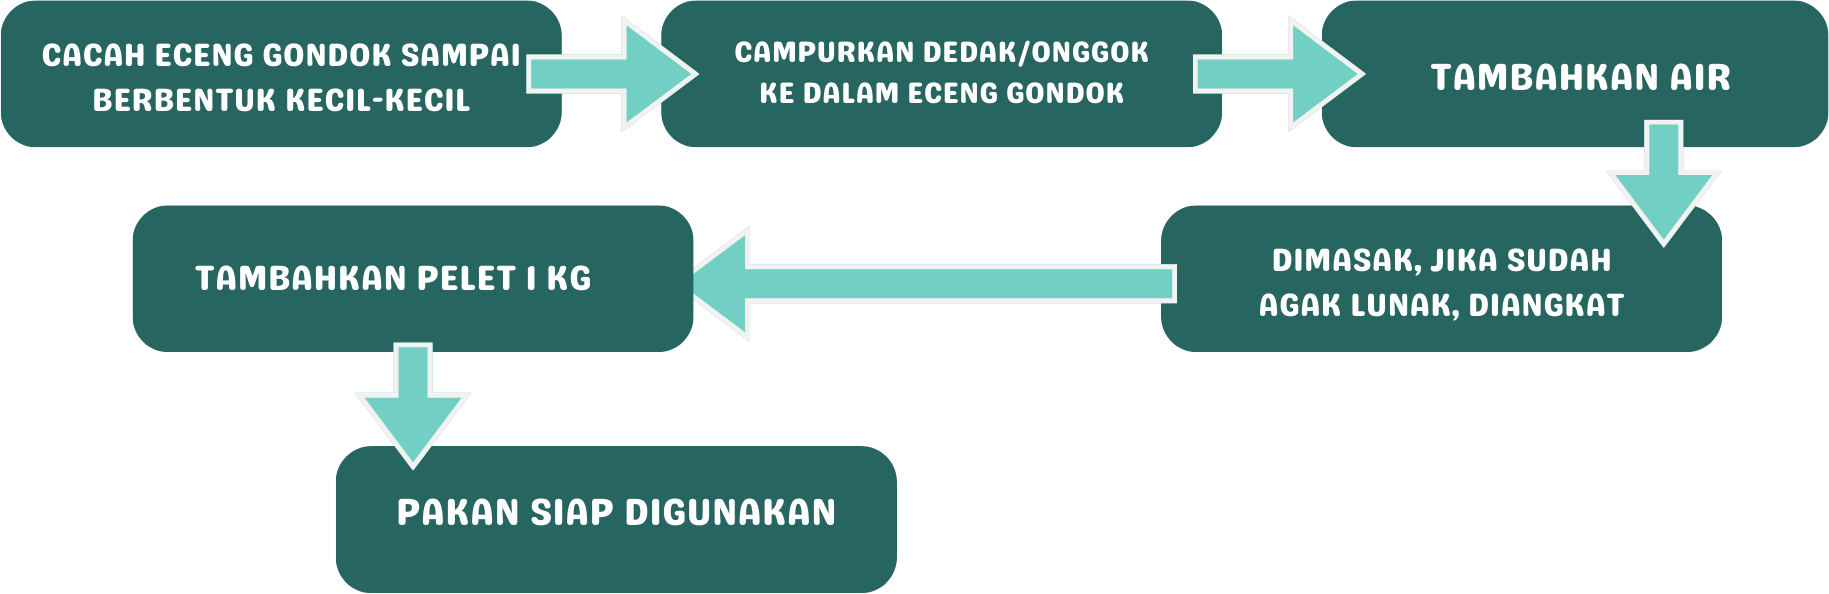 CACAH ECENG GONDOK SAMPAI
BERBENTUK KECIL-KECIL
CAMPURKAN DEDAK/ONGGOK
KE DALAM ECENG GONDOK
TAMBAHKAN AIR
DIMASAK, JIKA SUDAH
AGAK LUNAK, DIANGKAT
TAMBAHKAN PELET 1 KG
PAKAN SIAP DIGUNAKAN